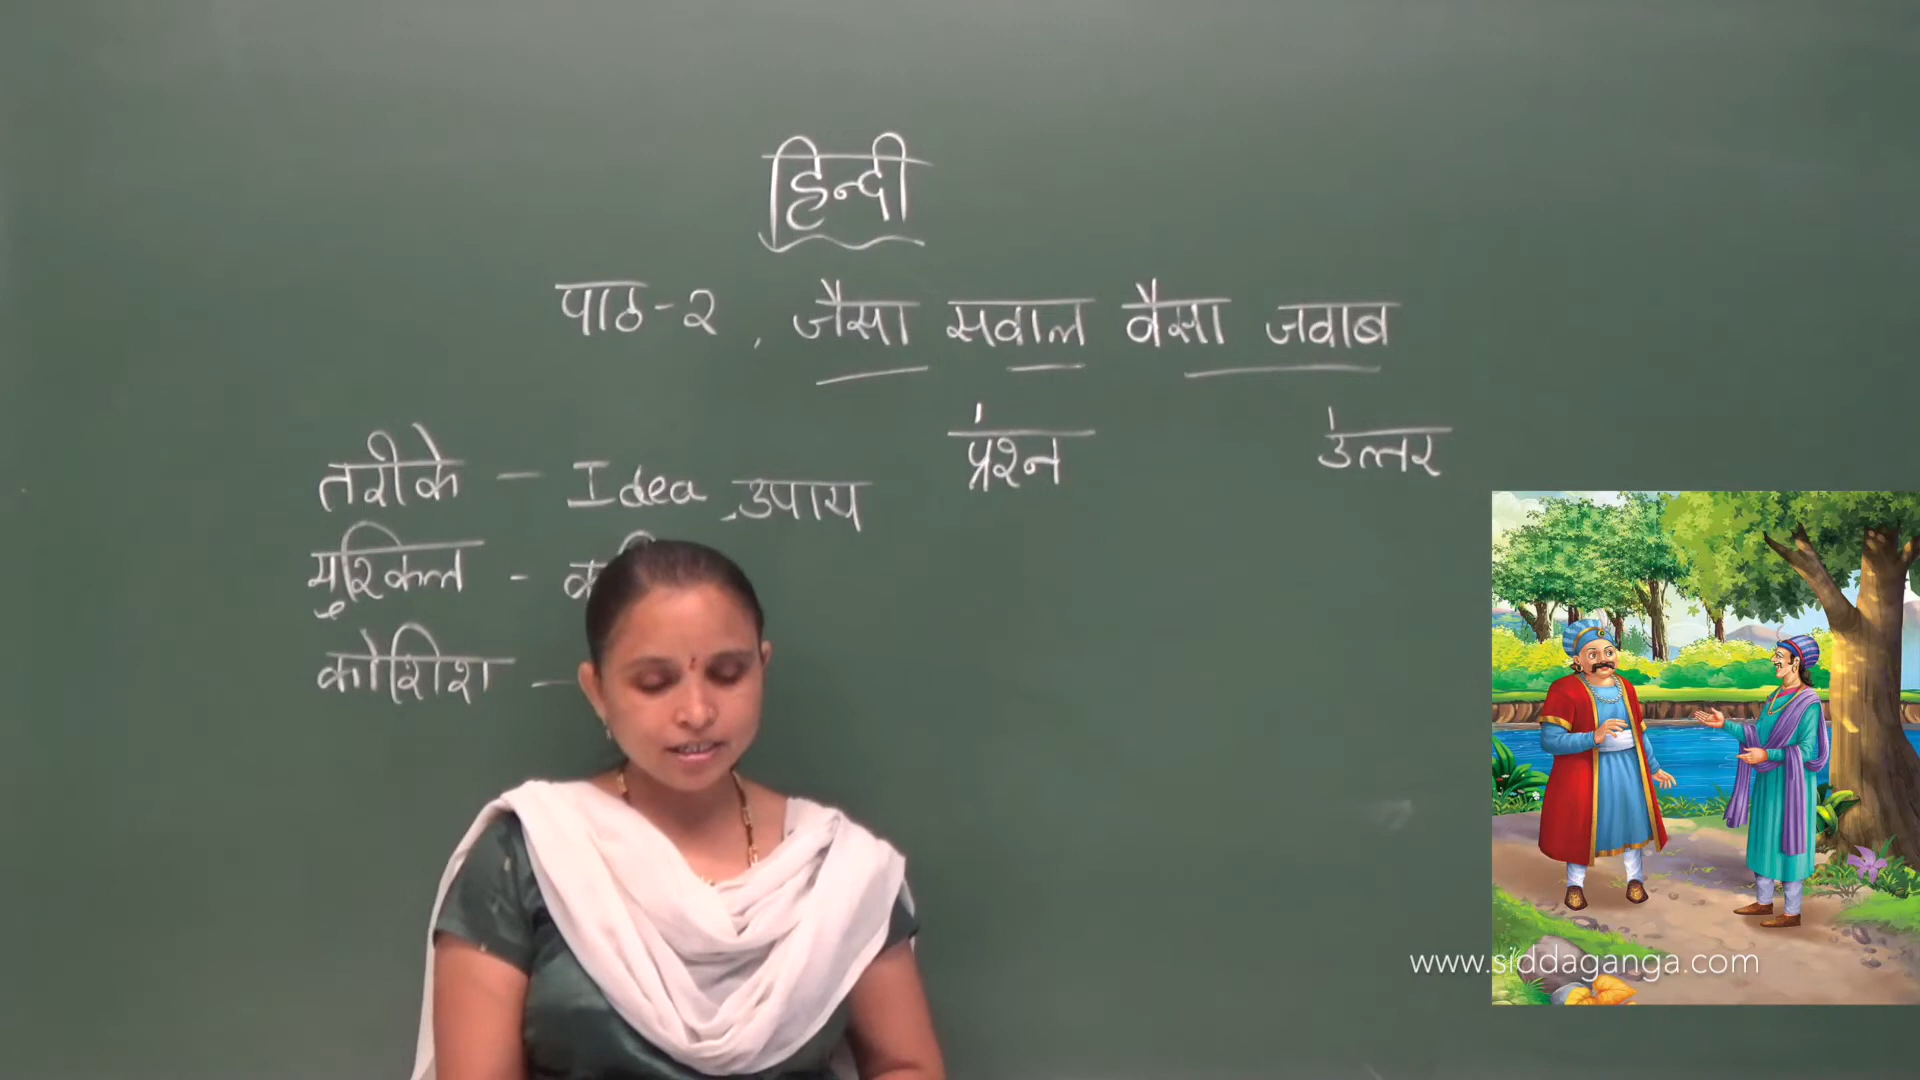 हिन्दी
पाठ-२, जैसा सवाल वैसा जवाब
प्रश्न उत्तर
तरीके - Idea, उपाय
मुश्किल -
कोशिश -
www.siddaganga.com